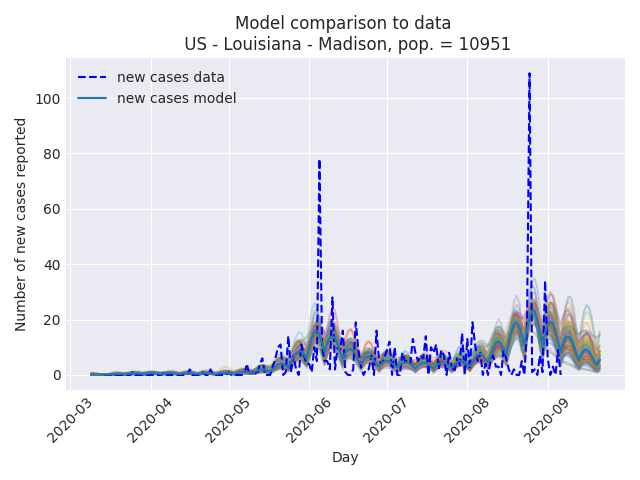 Model comparison to data
US - Louisiana - Madison, pop. = 10951
new cases data
new cases model
Number of new cases reported
100
80
60
40
20
0
2020-03
2020-04
2020-05
2020-06
2020-07
2020-08
2020-09
Day